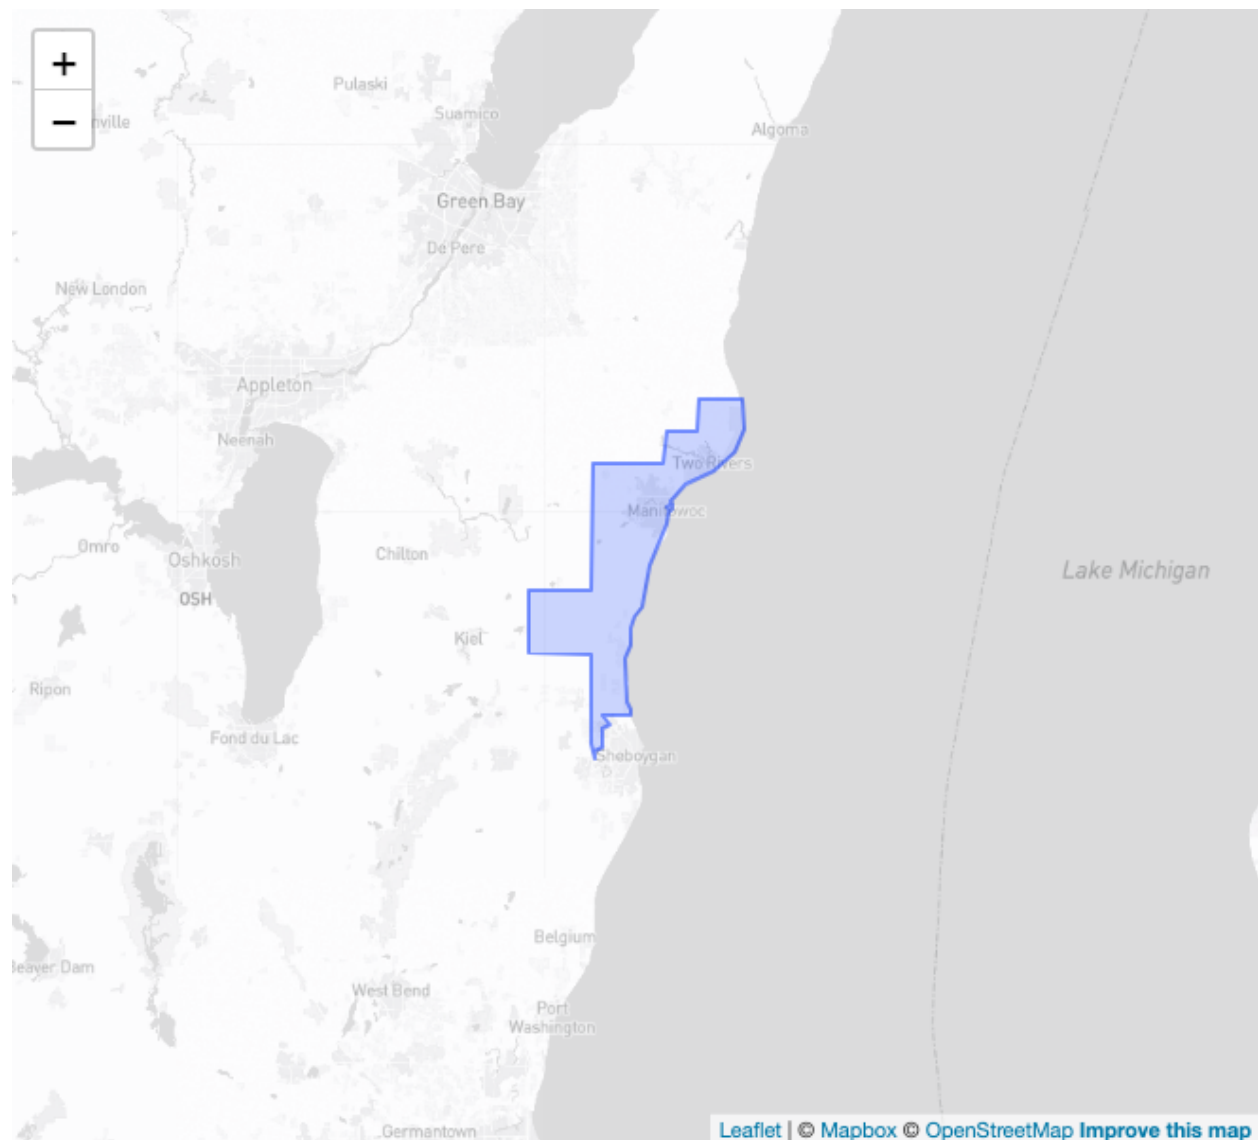 +
−
nville
Pulaski
Suamico
Algoma
Green Bay
De Pere
New London
Appleton
Neenah
Two Rivers
Manitowoc
Omro
Chilton
Oshkosh
OSH
Lake Michigan
Kiel
Ripon
Fond du Lac
Sheboygan
Belgium
Beaver Dam
West Bend
Port
Washington
Germantown
Leaflet | © Mapbox © OpenStreetMap Improve this map